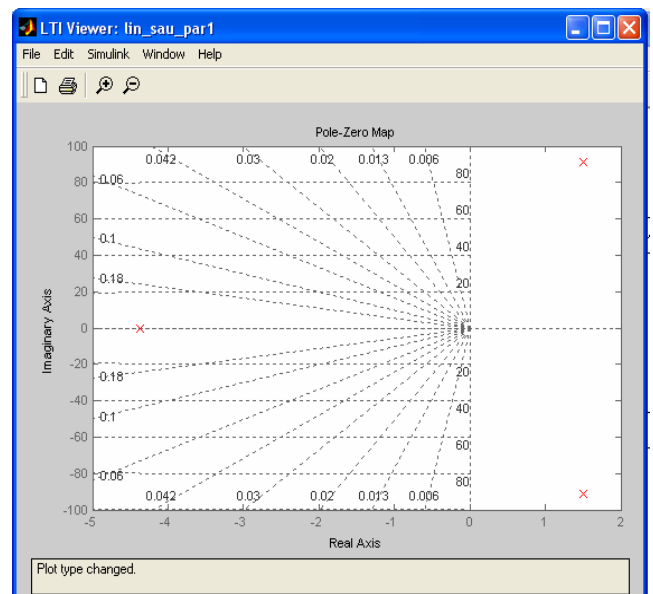 LTI Viewer: lin_sau_par1
File Edit Simulink Window Help
Pole-Zero Map
100
0.042 0.03 0.02 0.013 0.006
80
80 0.06
60
60
0.1
40
40
0.18
20
20
0
-20
20
0.18
-40
40
0.1
-60
60
-80
80
0.06
0.042 0.03 0.02 0.013 0.006
-100
-5 -4 -3 -2 -1 0 1 2
Imaginary Axis
Real Axis
Plot type changed.